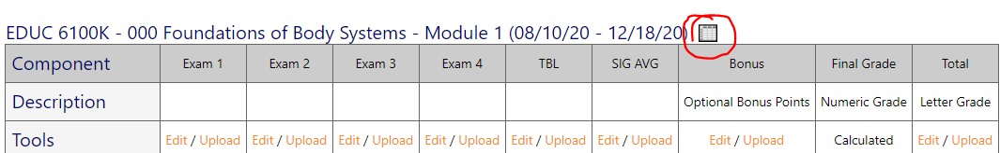 EDUC 6100K - 000 Foundations of Body Systems - Module 1 (08/10/20 - 12/18/20)
Component Exam 1 Exam 2 Exam 3 Exam 4 TBL SIG AVG Bonus Final Grade Total
Description Optional Bonus Points Numeric Grade Letter Grade
Tools Edit / Upload Edit / Upload Edit / Upload Edit / Upload Edit / Upload Edit / Upload Edit / Upload Calculated Edit / Upload